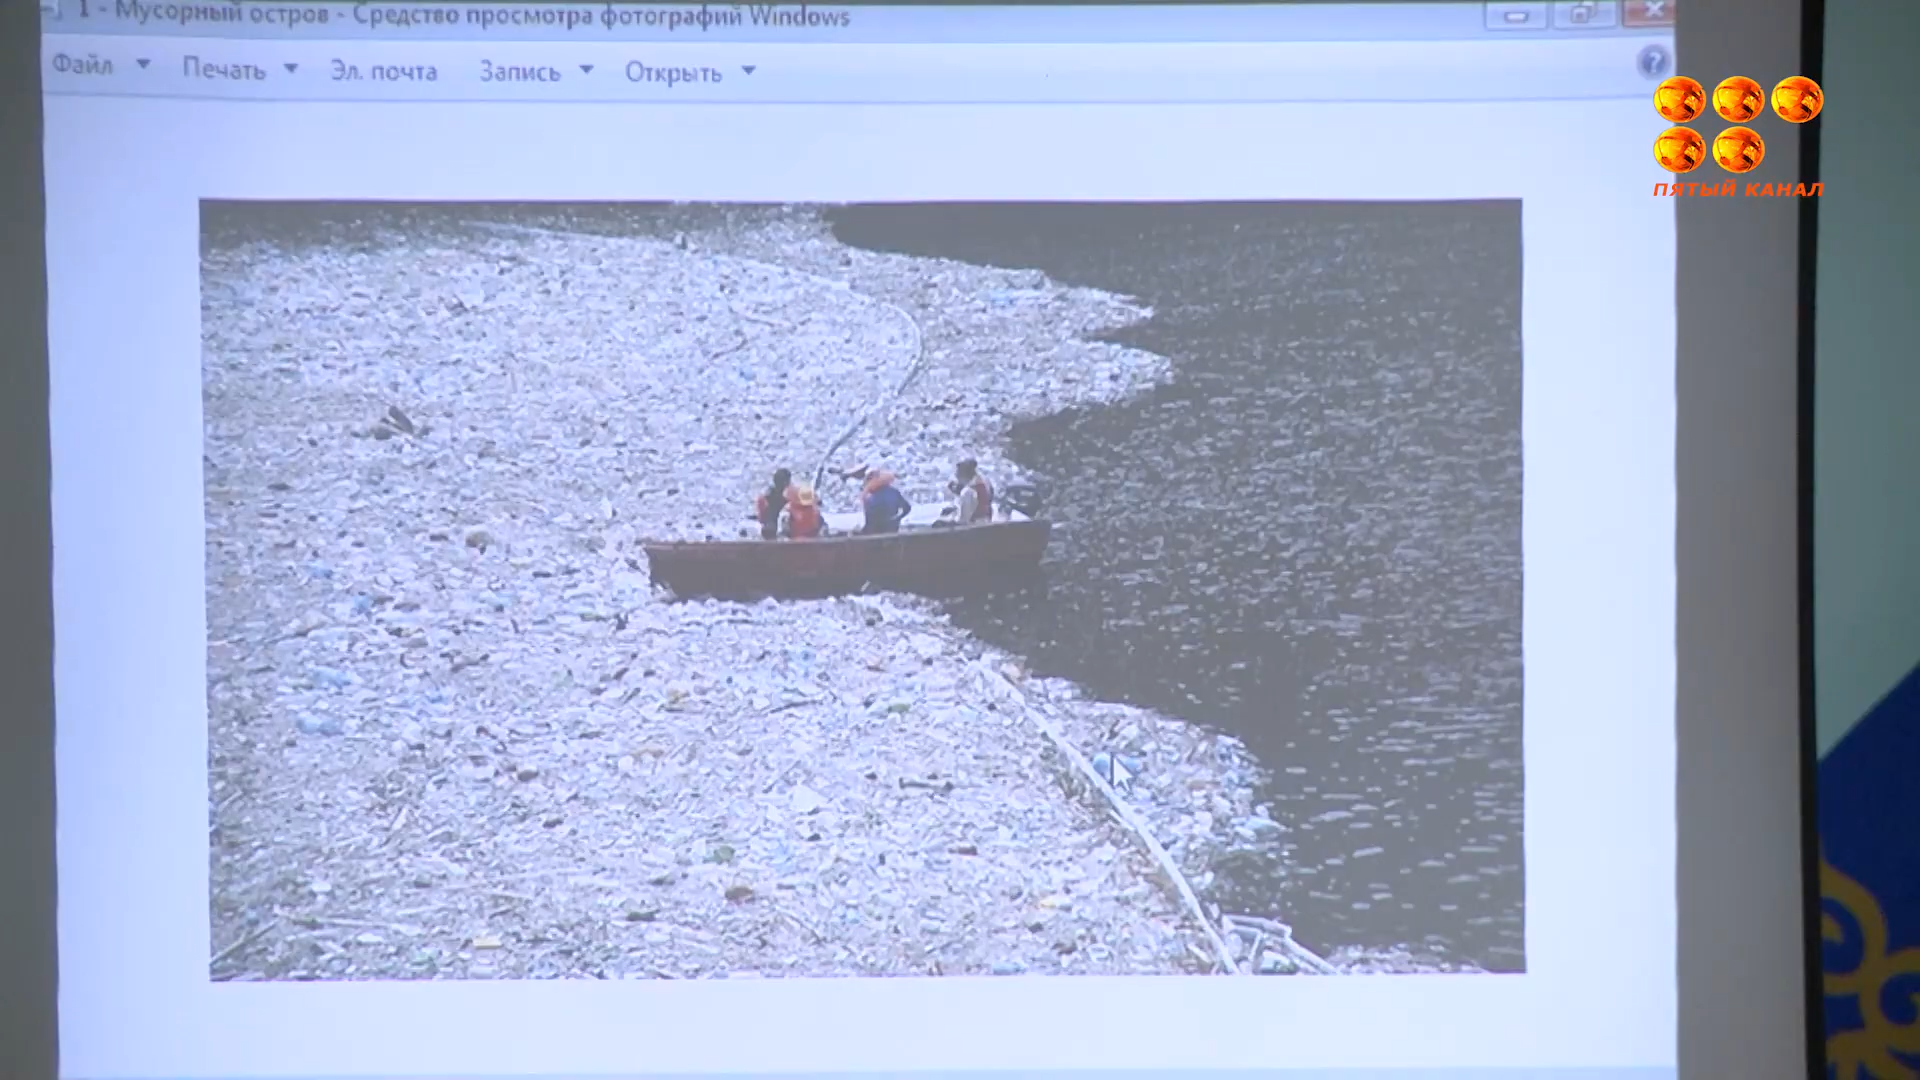 1 - Мусорный остров - Средство просмотра фотографий Windows
Файл Печать Эл. почта Запись Открыть
?
ПЯТЫЙ КАНАЛ